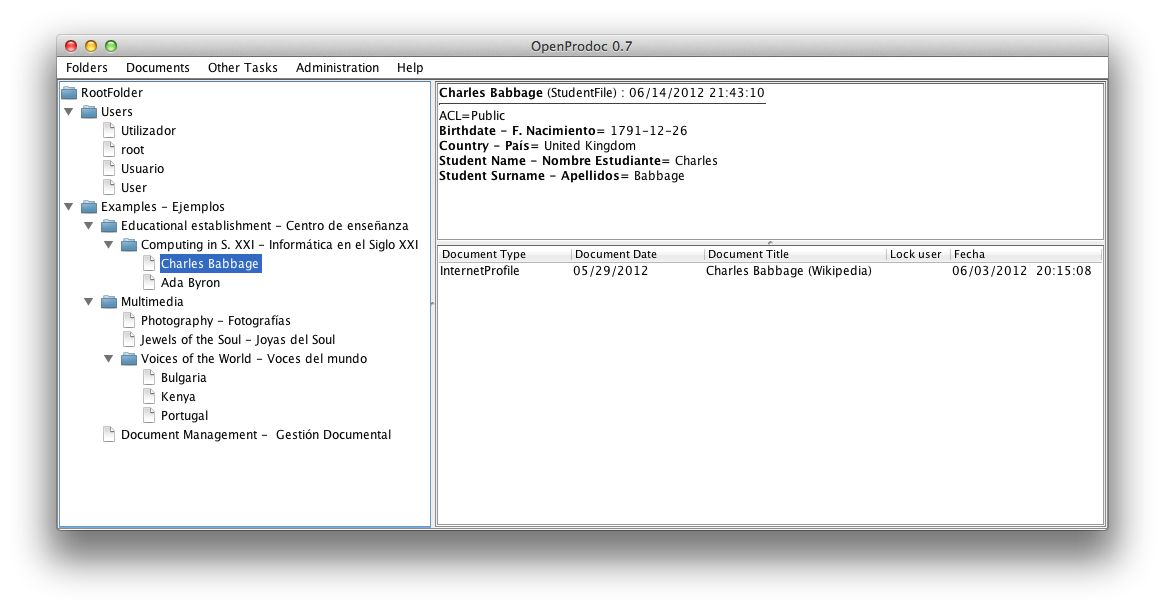 OpenProdoc 0.7
Folders Documents Other Tasks Administration Help
RootFolder
Users
Utilizador
root
Usuario
User
Examples - Ejemplos
Educational establishment - Centro de enseñanza
Computing in S. XXI - Informática en el Siglo XXI
Charles Babbage
Ada Byron
Multimedia
Photography - Fotografías
Jewels of the Soul - Joyas del Soul
Voices of the World - Voces del mundo
Bulgaria
Kenya
Portugal
Document Management - Gestión Documental
Charles Babbage (StudentFile) : 06/14/2012 21:43:10
ACL=Public
Birthdate - F. Nacimiento= 1791-12-26
Country - País= United Kingdom
Student Name - Nombre Estudiante= Charles
Student Surname - Apellidos= Babbage
Document Type Document Date Document Title Lock user Fecha
InternetProfile 05/29/2012 Charles Babbage (Wikipedia) 06/03/2012 20:15:08